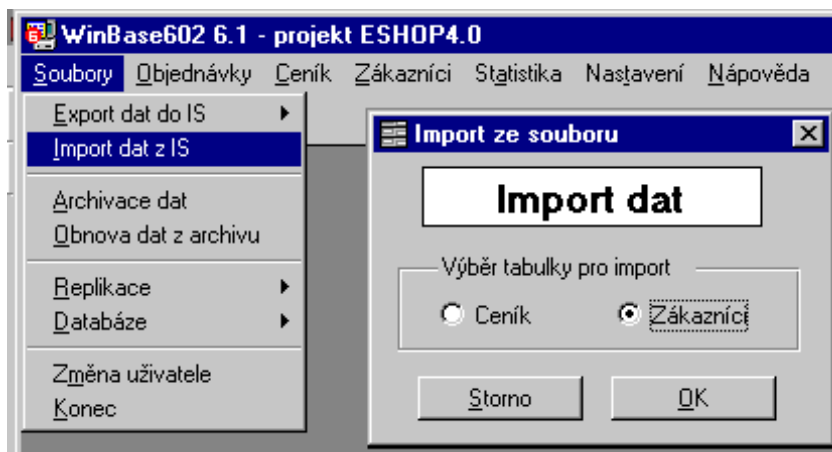 WinBase602 6.1 - projekt ESHOP4.0
Soubory Objednávky Ceník Zákazníci Statistika Nastavení Nápověda
Export dat do IS
Import dat z IS
Archivace dat
Obnova dat z archivu
Replikace
Databáze
Změna uživatele
Konec
Import ze souboru
Import dat
Výběr tabulky pro import
Ceník Zákazníci
Storno OK